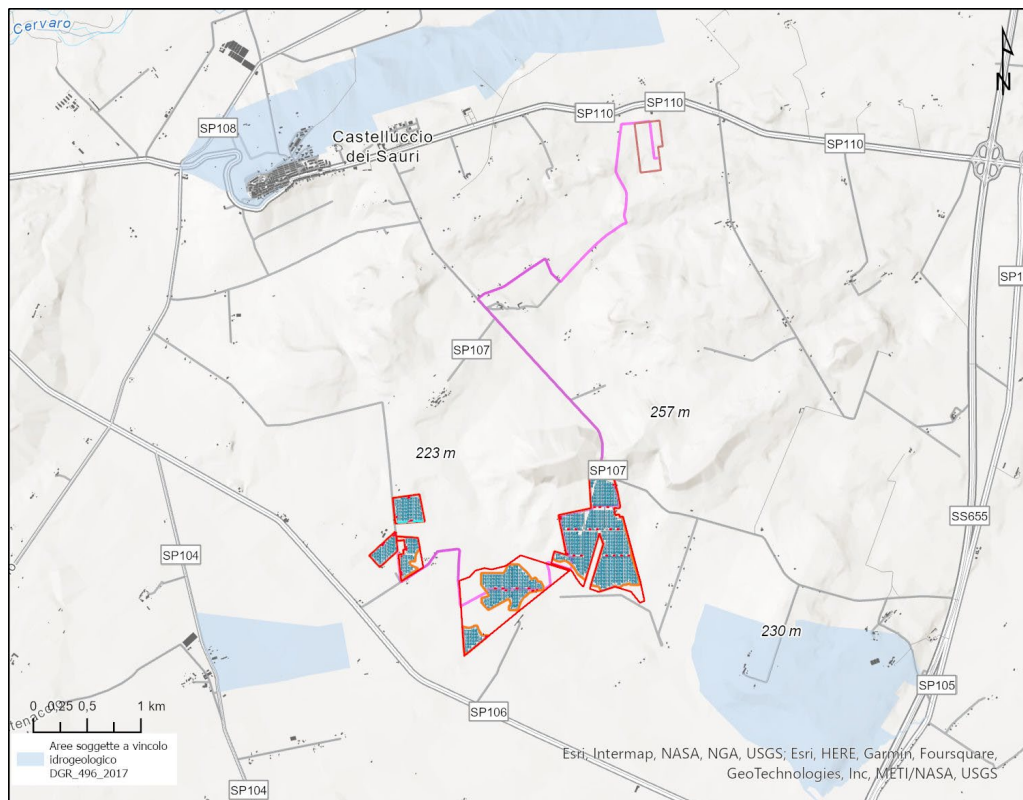 Cervaro
SP108
Castelluccio
dei Sauri
SP110
SP110
SP110
N
SP1
SP107
257 m
223 m
SP107
SS655
SP104
230 m
SP105
SP106
0 0,25 0,5 1 km
tenacc
Aree soggette a vincolo
idrogeologico
DGR_496_2017
SP104
Esri, Intermap, NASA, NGA, USGS; Esri, HERE, Garmin, Foursquare,
GeoTechnologies, Inc, METI/NASA, USGS